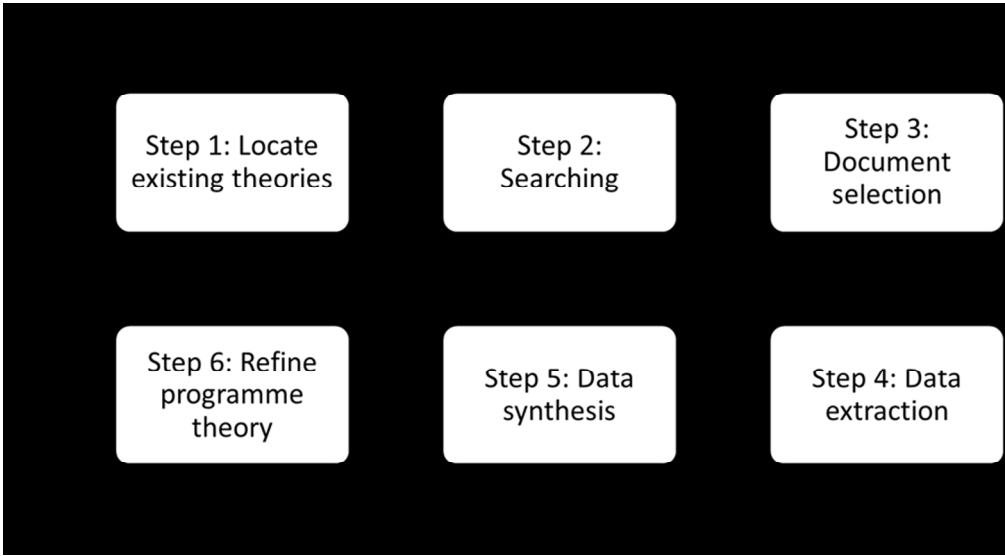 Step 1: Locate
existing theories
Step 2:
Searching
Step 3:
Document
selection
Step 6: Refine
programme
theory
Step 5: Data
synthesis
Step 4: Data
extraction